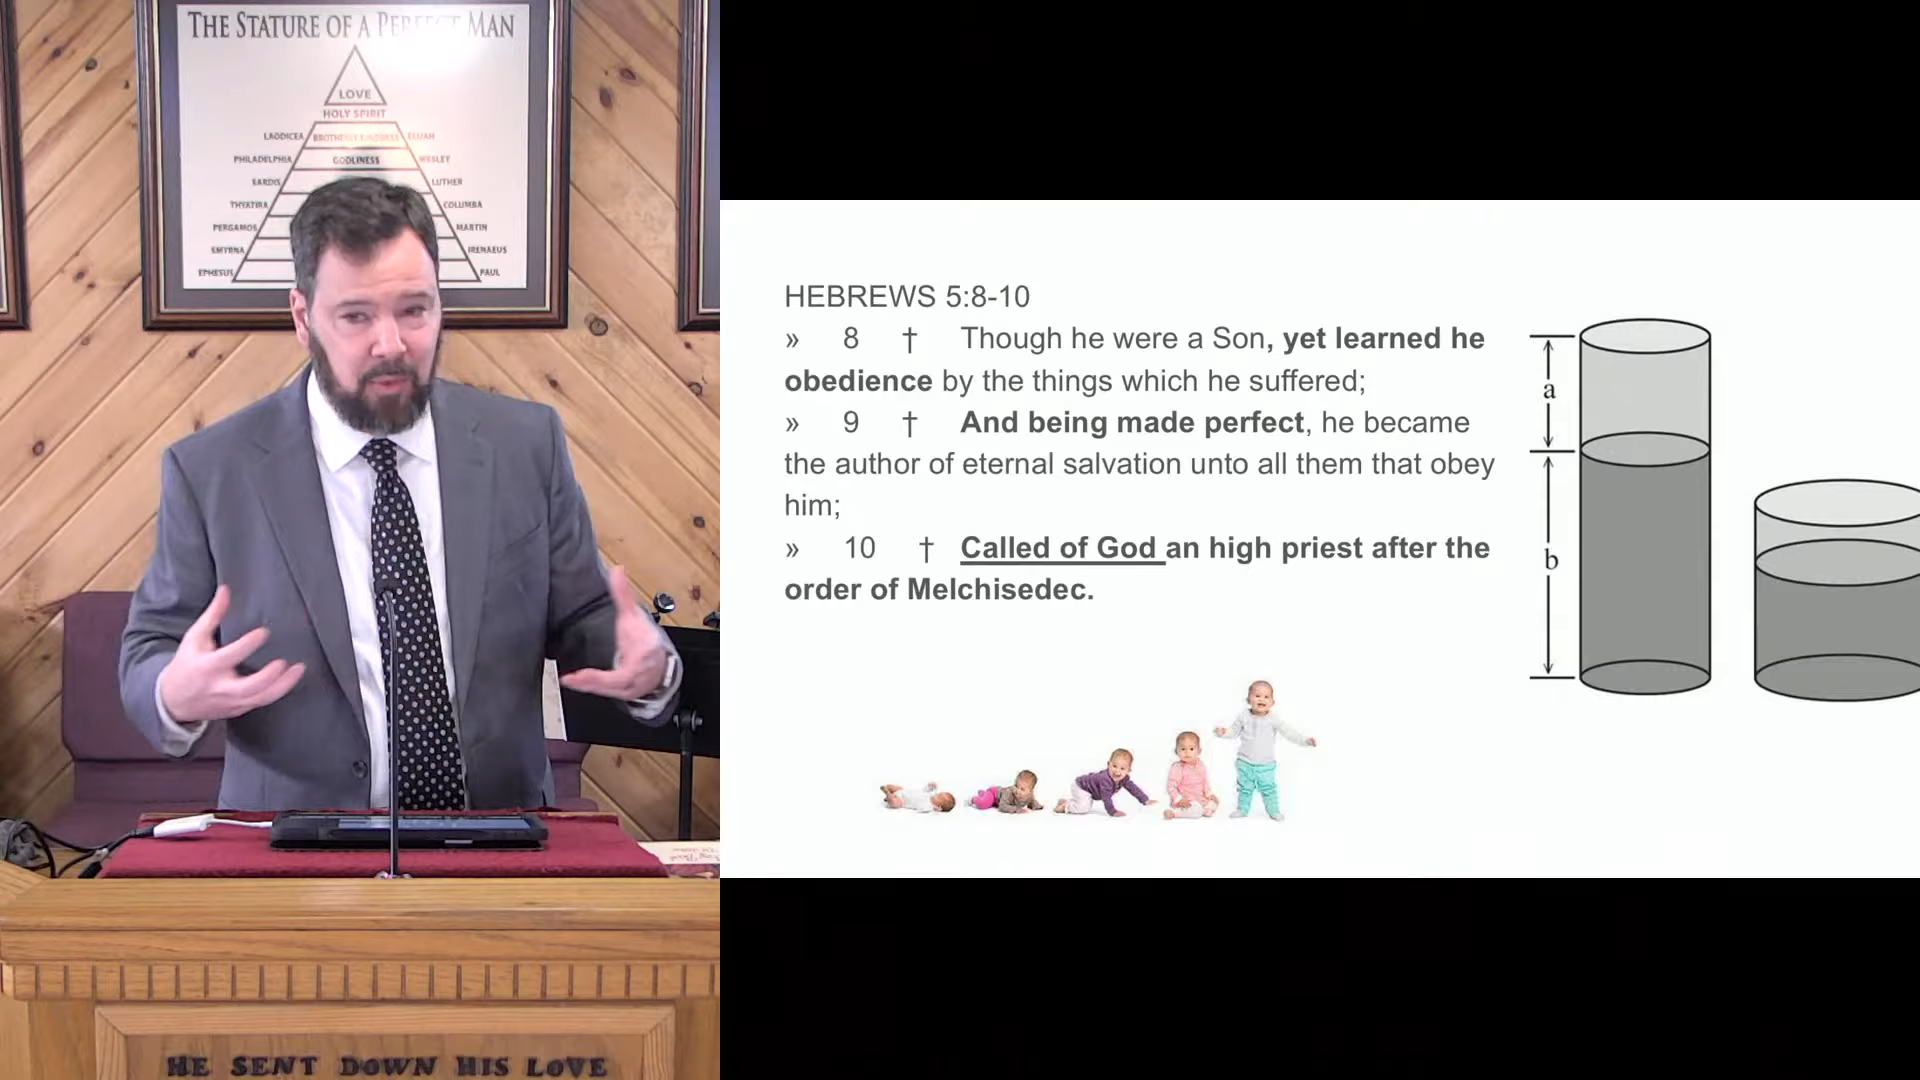 THE STATURE OF A PERFECT MAN
LOVE
HOLY SPIRIT
LAODICEA BROTHERLY KINDNESS ELIJAH
PHILADELPHIA GODLINESS WESLEY
SARDIS LUTHER
THYATIRA COLUMBA
PERGAMOS MARTIN
SMYRNA IRENAEUS
EPHESUS PAUL
HE SENT DOWN HIS LOVE
HEBREWS 5:8-10
» 8 † Though he were a Son, yet learned he
obedience by the things which he suffered;
» 9 † And being made perfect, he became
the author of eternal salvation unto all them that obey
him;
» 10 † Called of God an high priest after the
order of Melchisedec.
a
b